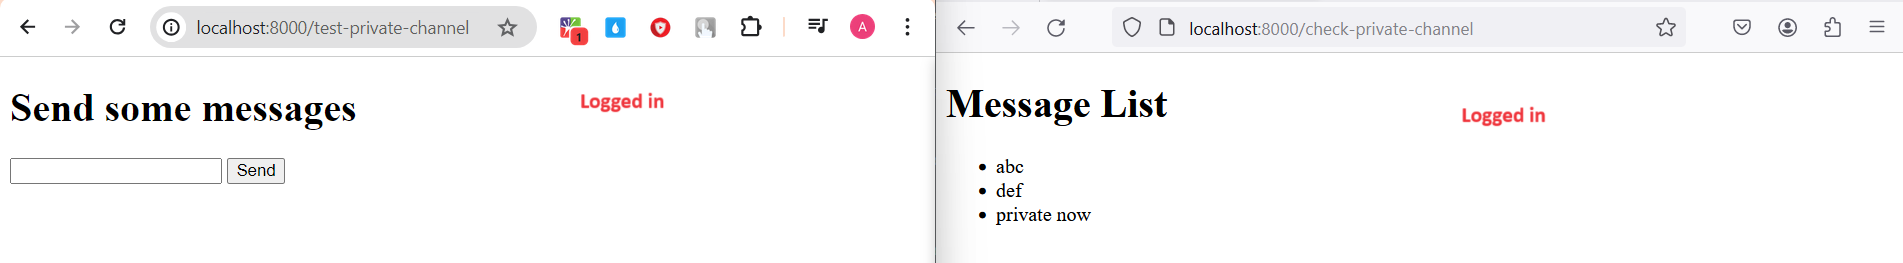 localhost:8000/test-private-channel
1
A
Send some messages
Logged in
Send
localhost:8000/check-private-channel
Message List
Logged in
abc
def
private now